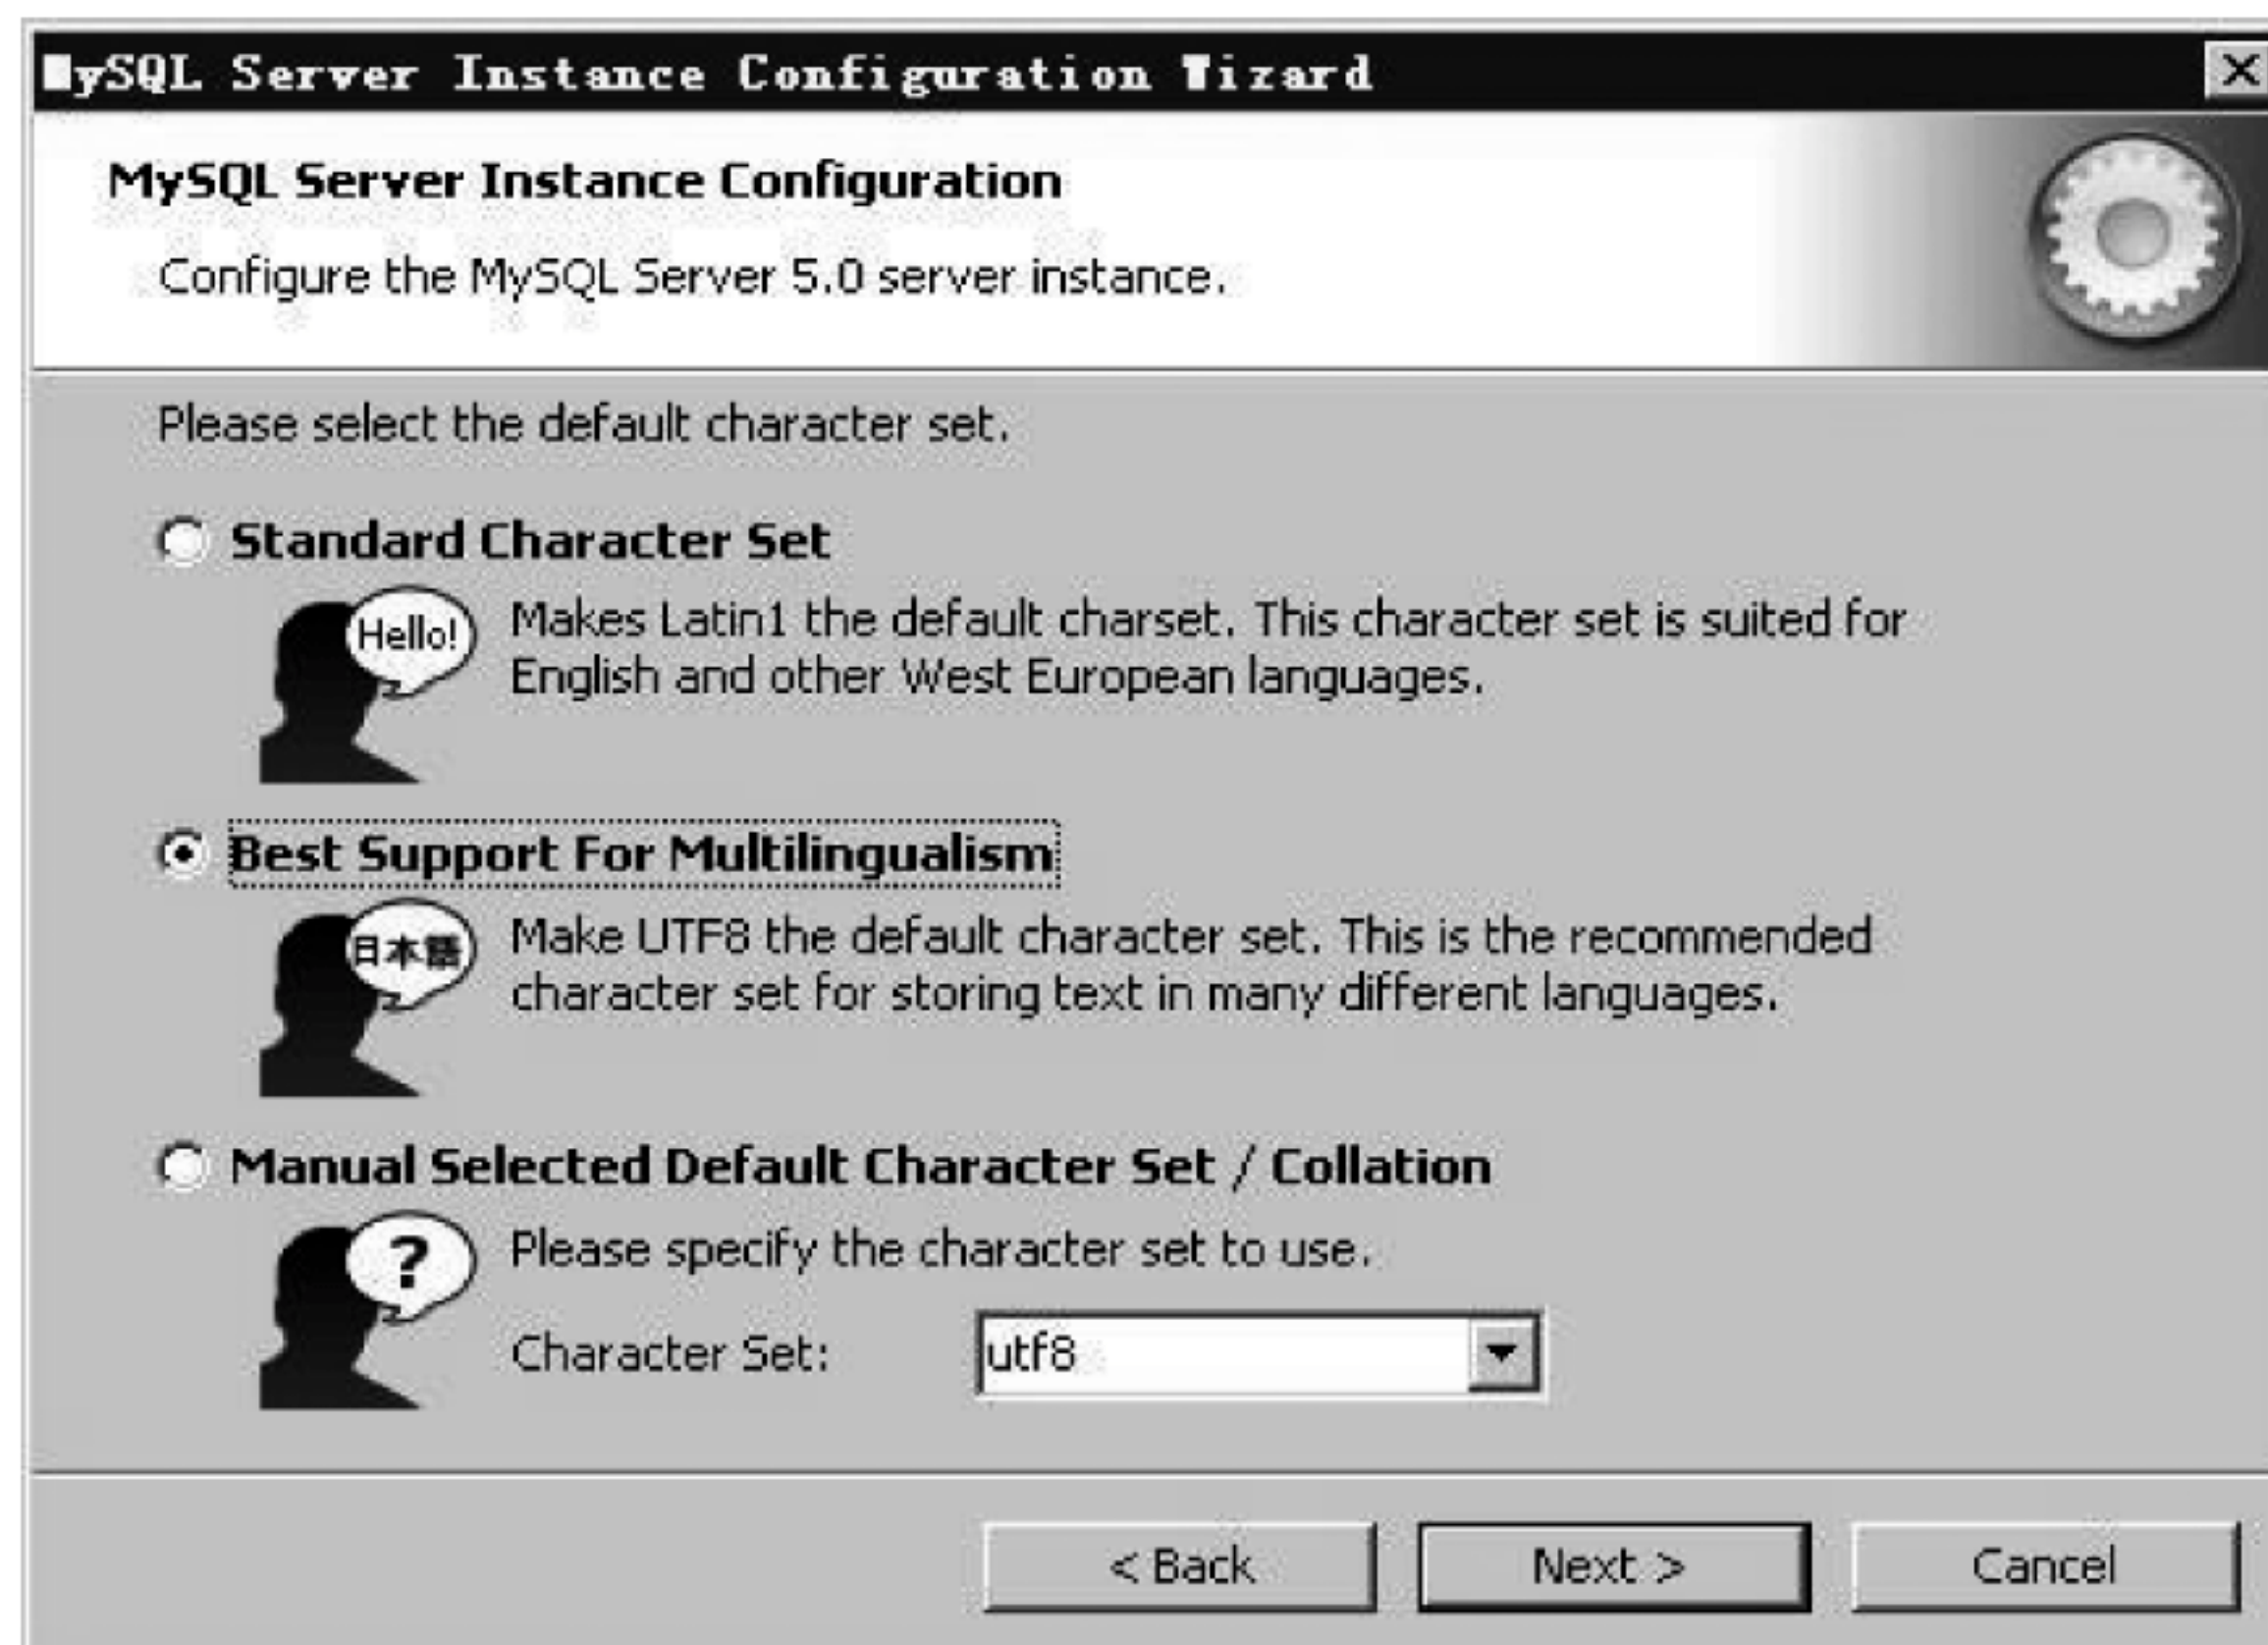 MySQL Server Instance Configuration Wizard
MySQL Server Instance Configuration
Configure the MySQL Server 5.0 server instance.
Please select the default character set.
Standard Character Set
Hello!
Makes Latin1 the default charset. This character set is suited for
English and other West European languages.
Best Support For Multilingualism
日本語
Make UTF8 the default character set. This is the recommended
character set for storing text in many different languages.
Manual Selected Default Character Set / Collation
?
Please specify the character set to use.
Character Set: utf8
< Back Next > Cancel